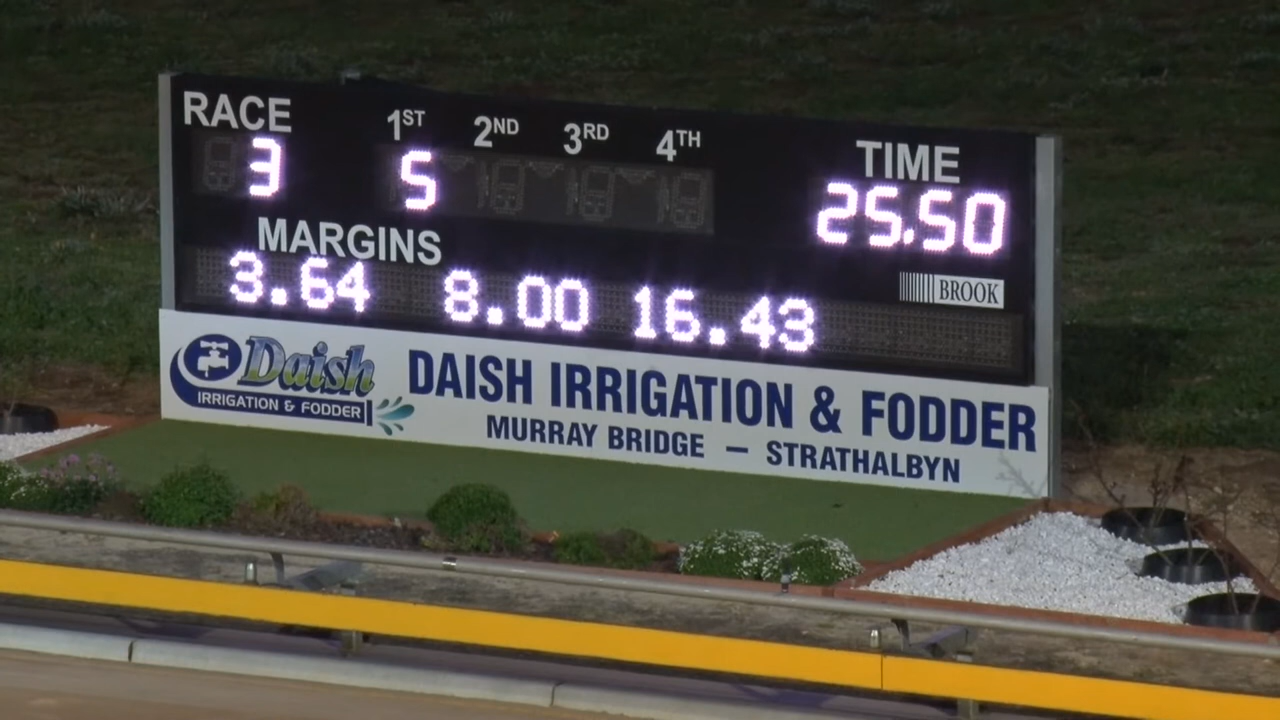 RACE 1ST 2ND 3RD 4TH TIME
3 5 25.50
MARGINS
3.64 8.00 16.43
BROOK
Daish
IRRIGATION & FODDER
DAISH IRRIGATION & FODDER
MURRAY BRIDGE – STRATHALBYN